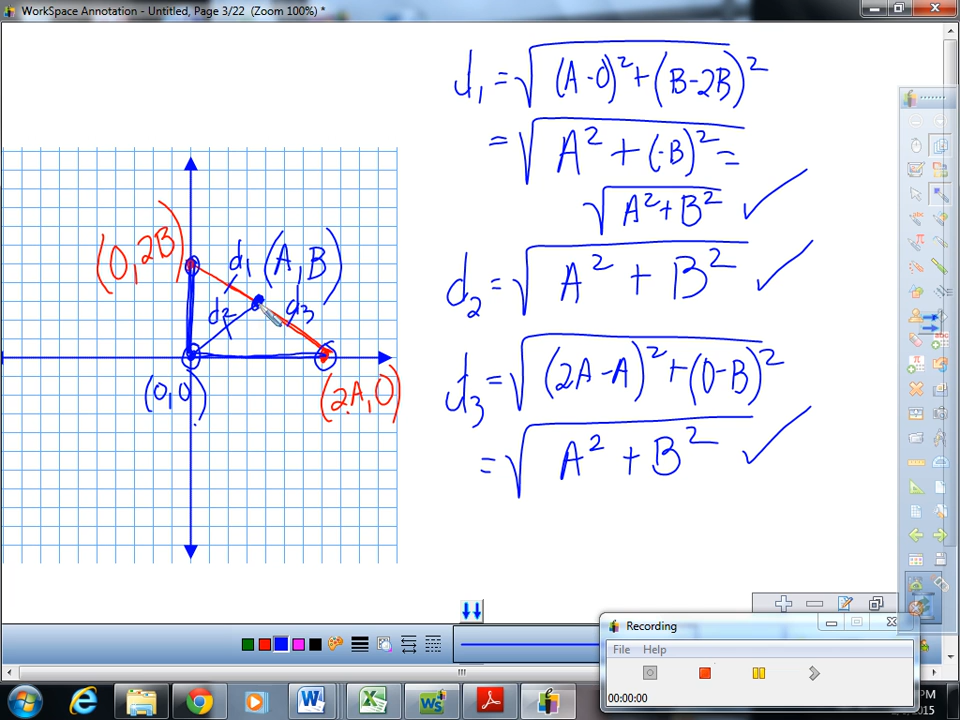 WorkSpace Annotation - Untitled, Page 3/22 (Zoom 100%) *
d₁ = √(A-0)² + (B-2B)²
= √A² + (-B)² =
√A² + B² ✓
d₂ = √A² + B² ✓
d₃ = √(2A-A)² + (0-B)²
= √A² + B² ✓
(0, 2B)
d₁ (A, B)
d₂ d₃
(0, 0)
(2A, 0)
Recording
File Help
00:00:00